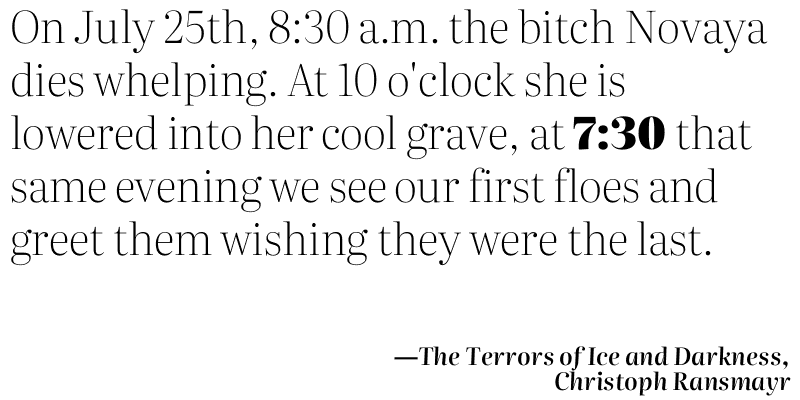 On July 25th, 8:30 a.m. the bitch Novaya
dies whelping. At 10 o'clock she is
lowered into her cool grave, at 7:30 that
same evening we see our first floes and
greet them wishing they were the last.
—The Terrors of Ice and Darkness,
Christoph Ransmayr